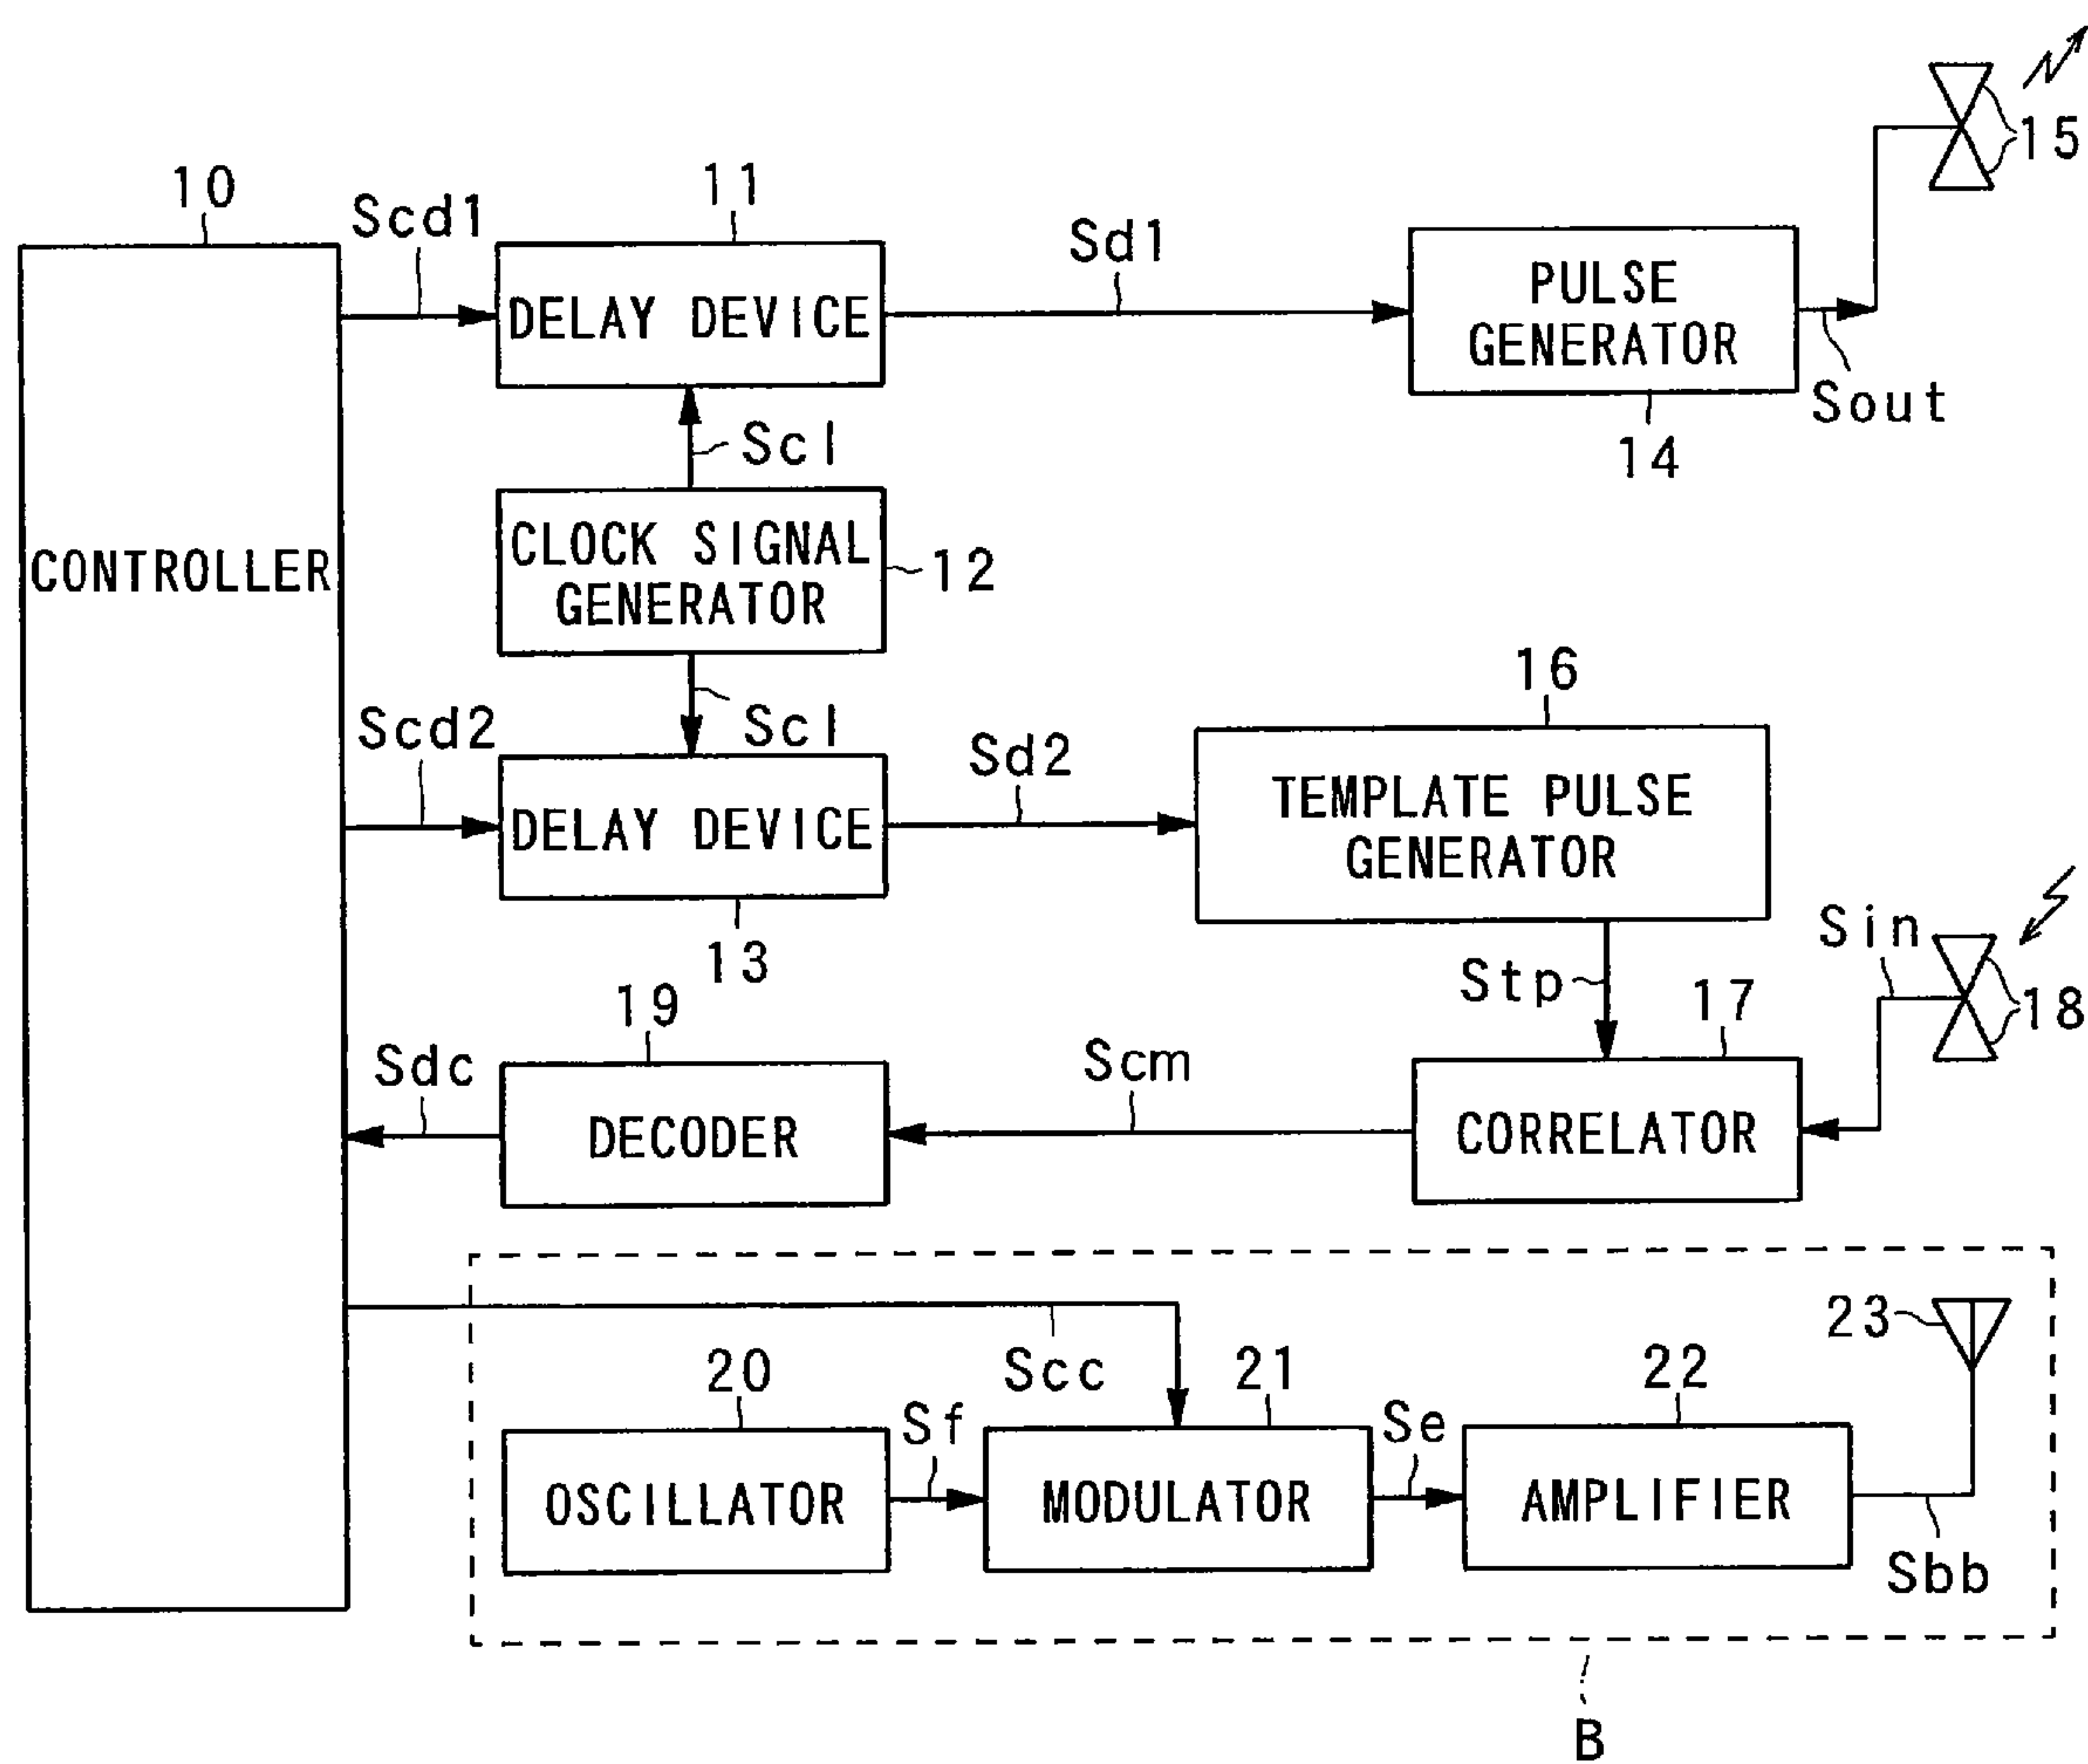 10
Scd1
11
Sd1
15
CONTROLLER
DELAY DEVICE
PULSE
GENERATOR
Sout
14
Scl
CLOCK SIGNAL
GENERATOR
12
Scl
Scd2
DELAY DEVICE
13
Sd2
16
TEMPLATE PULSE
GENERATOR
Stp
Sin
18
17
CORRELATOR
Scm
19
DECODER
Sdc
Scc
20
OSCILLATOR
Sf
21
MODULATOR
Se
22
AMPLIFIER
23
Sbb
B